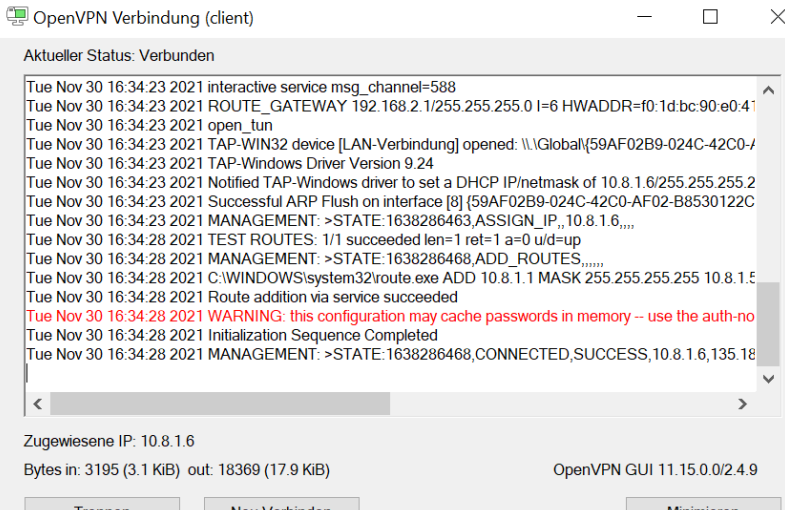 OpenVPN Verbindung (client)
Aktueller Status: Verbunden
Tue Nov 30 16:34:23 2021 interactive service msg_channel=588
Tue Nov 30 16:34:23 2021 ROUTE_GATEWAY 192.168.2.1/255.255.255.0 I=6 HWADDR=f0:1d:bc:90:e0:41
Tue Nov 30 16:34:23 2021 open_tun
Tue Nov 30 16:34:23 2021 TAP-WIN32 device [LAN-Verbindung] opened: \\.\Global\{59AF02B9-024C-42C0-A
Tue Nov 30 16:34:23 2021 TAP-Windows Driver Version 9.24
Tue Nov 30 16:34:23 2021 Notified TAP-Windows driver to set a DHCP IP/netmask of 10.8.1.6/255.255.255.2
Tue Nov 30 16:34:23 2021 Successful ARP Flush on interface [8] {59AF02B9-024C-42C0-AF02-B8530122C
Tue Nov 30 16:34:23 2021 MANAGEMENT: >STATE:1638286463,ASSIGN_IP,,10.8.1.6,,,,
Tue Nov 30 16:34:28 2021 TEST ROUTES: 1/1 succeeded len=1 ret=1 a=0 u/d=up
Tue Nov 30 16:34:28 2021 MANAGEMENT: >STATE:1638286468,ADD_ROUTES,,,,,,
Tue Nov 30 16:34:28 2021 C:\WINDOWS\system32\route.exe ADD 10.8.1.1 MASK 255.255.255.255 10.8.1.5
Tue Nov 30 16:34:28 2021 Route addition via service succeeded
Tue Nov 30 16:34:28 2021 WARNING: this configuration may cache passwords in memory -- use the auth-no
Tue Nov 30 16:34:28 2021 Initialization Sequence Completed
Tue Nov 30 16:34:28 2021 MANAGEMENT: >STATE:1638286468,CONNECTED,SUCCESS,10.8.1.6,135.18
Zugewiesene IP: 10.8.1.6
Bytes in: 3195 (3.1 KiB) out: 18369 (17.9 KiB) OpenVPN GUI 11.15.0.0/2.4.9
Trennen Neu Verbinden Minimieren